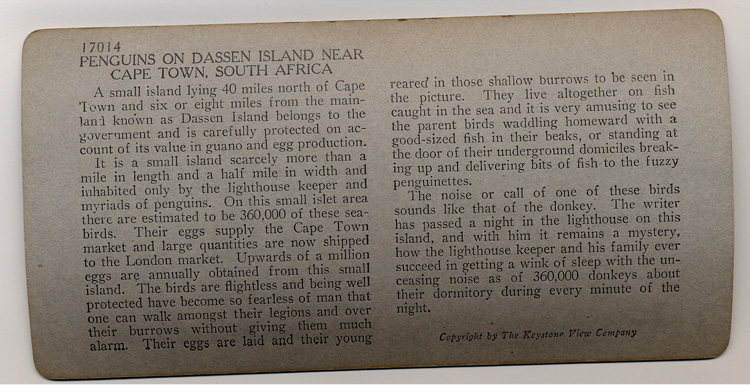 17014
PENGUINS ON DASSEN ISLAND NEAR
CAPE TOWN, SOUTH AFRICA
A small island lying 40 miles north of Cape
Town and six or eight miles from the main-
land known as Dassen Island belongs to the
government and is carefully protected on ac-
count of its value in guano and egg production.
It is a small island scarcely more than a
mile in length and a half mile in width and
inhabited only by the lighthouse keeper and
myriads of penguins. On this small islet area
there are estimated to be 360,000 of these sea-
birds. Their eggs supply the Cape Town
market and large quantities are now shipped
to the London market. Upwards of a million
eggs are annually obtained from this small
island. The birds are flightless and being well
protected have become so fearless of man that
one can walk amongst their legions and over
their burrows without giving them much
alarm. Their eggs are laid and their young
reared in those shallow burrows to be seen in
the picture. They live altogether on fish
caught in the sea and it is very amusing to see
the parent birds waddling homeward with a
good-sized fish in their beaks, or standing at
the door of their underground domiciles break-
ing up and delivering bits of fish to the fuzzy
penguinettes.
The noise or call of one of these birds
sounds like that of the donkey. The writer
has passed a night in the lighthouse on this
island, and with him it remains a mystery,
how the lighthouse keeper and his family ever
succeed in getting a wink of sleep with the un-
ceasing noise as of 360,000 donkeys about
their dormitory during every minute of the
night.
Copyright by The Keystone View Company